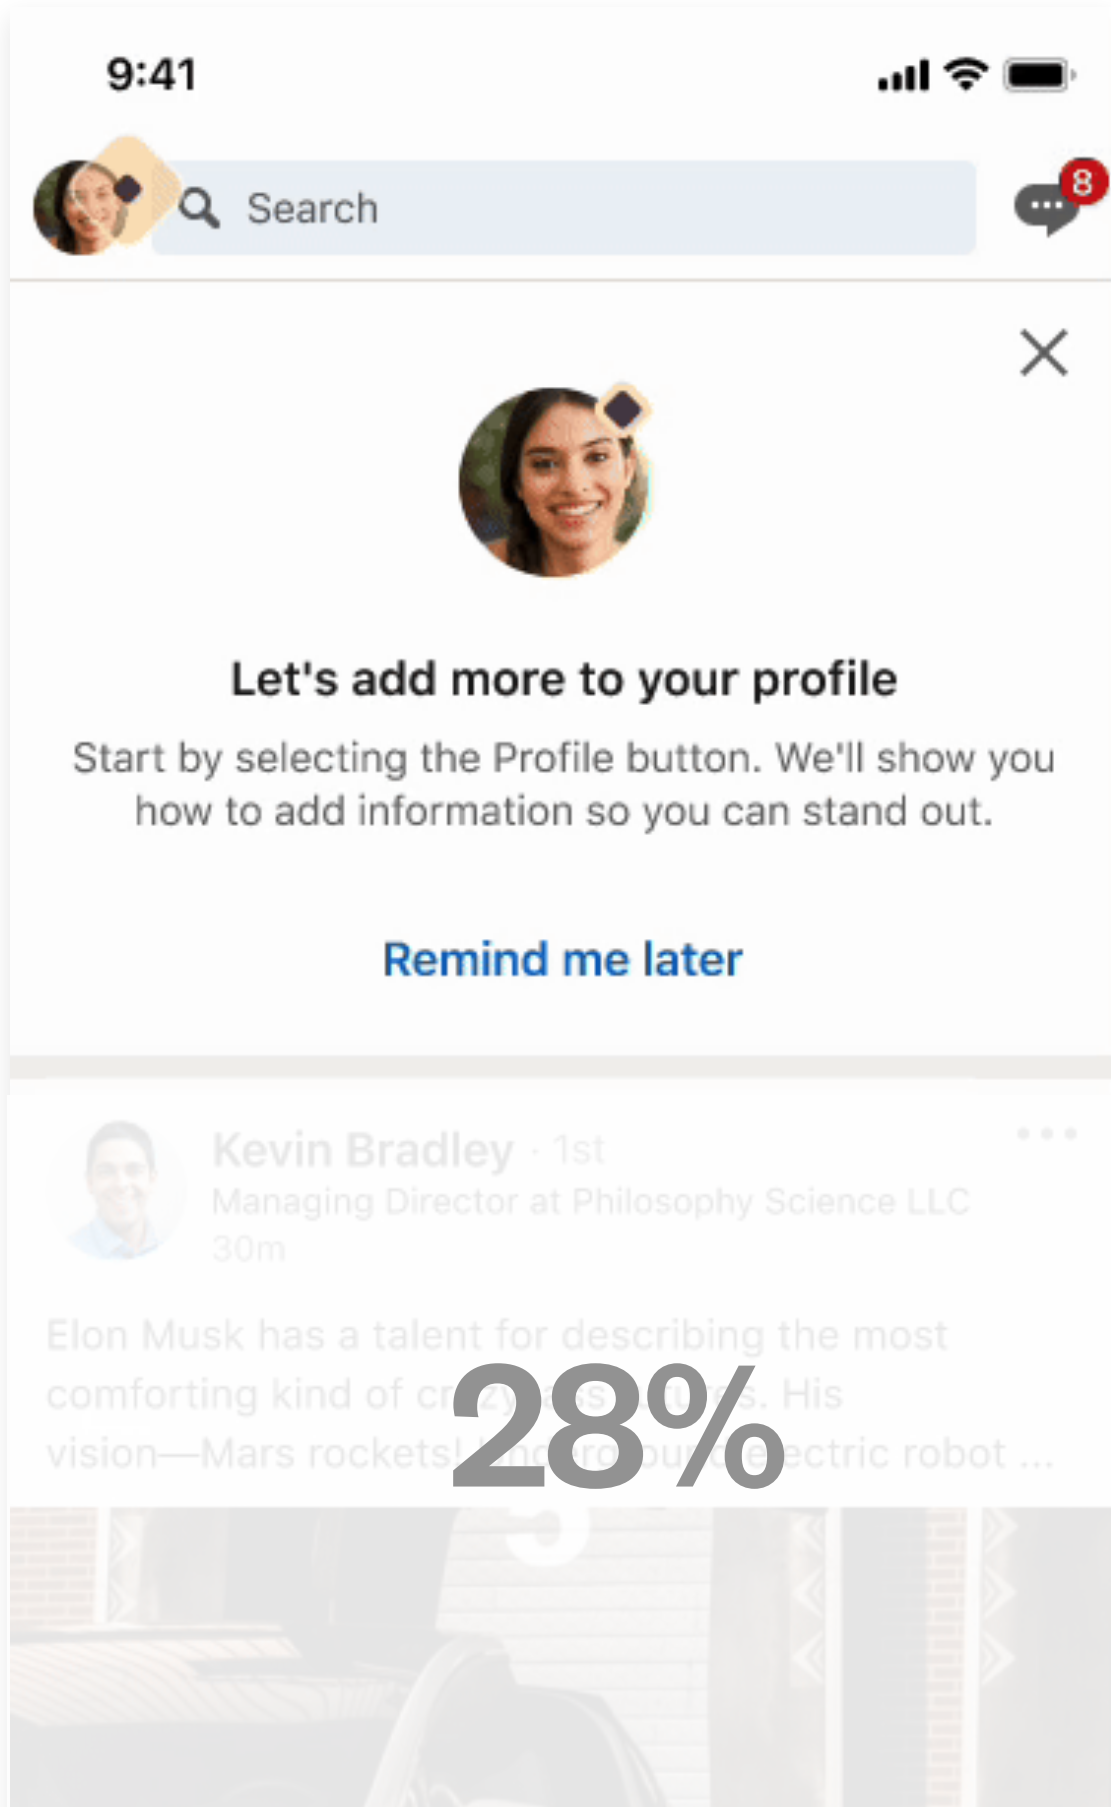 9:41
Search
8
Let's add more to your profile
Start by selecting the Profile button. We'll show you
how to add information so you can stand out.
Remind me later
Kevin Bradley · 1st
Managing Director at Philosophy Science LLC
30m
Elon Musk has a talent for describing the most
comforting kind of His
vision—Mars rockets! robot ...
28%
5